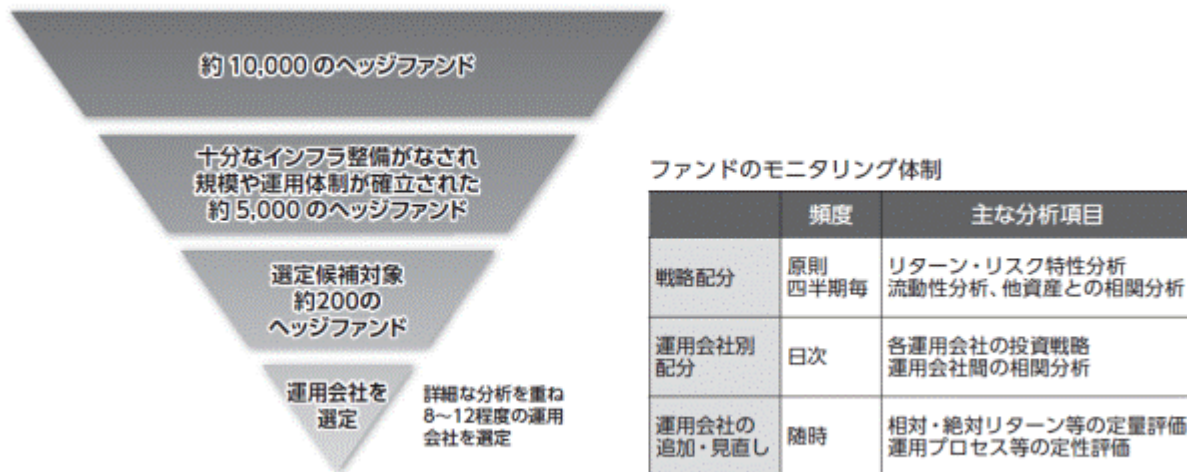 約 10,000 のヘッジファンド
十分なインフラ整備がなされ
規模や運用体制が確立された
約 5,000 のヘッジファンド
選定候補対象
約200の
ヘッジファンド
運用会社を
選定
詳細な分析を重ね
8〜12程度の運用
会社を選定
ファンドのモニタリング体制
頻度
主な分析項目
戦略配分
原則
四半期毎
リターン・リスク特性分析
流動性分析、他資産との相関分析
運用会社別
配分
日次
各運用会社の投資戦略
運用会社間の相関分析
運用会社の
追加・見直し
随時
相対・絶対リターン等の定量評価
運用プロセス等の定性評価